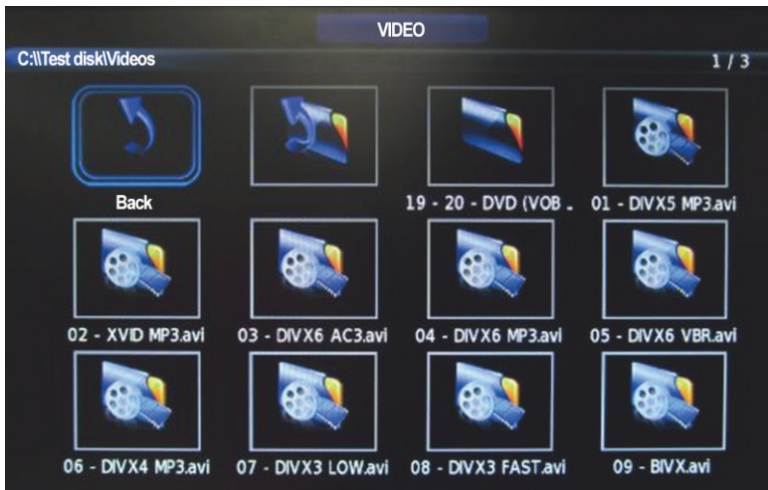 VIDEO
C:\\Test disk\Videos
1 / 3
Back
19 - 20 - DVD (VOB ..
01 - DIVX5 MP3.avi
02 - XVID MP3.avi
03 - DIVX6 AC3.avi
04 - DIVX6 MP3.avi
05 - DIVX6 VBR.avi
06 - DIVX4 MP3.avi
07 - DIVX3 LOW.avi
08 - DIVX3 FAST.avi
09 - BIVX.avi